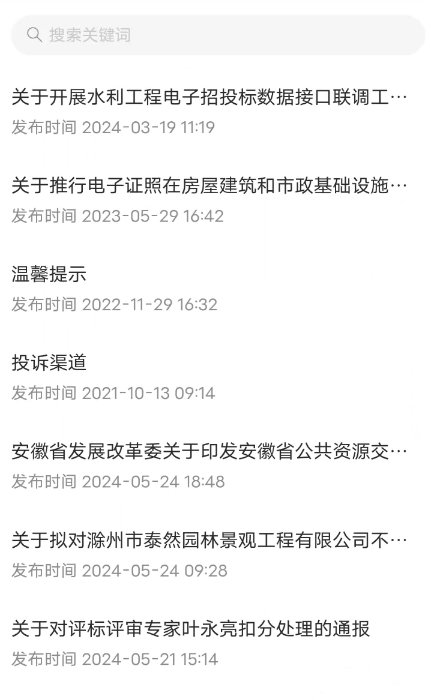 搜索关键词
关于开展水利工程电子招投标数据接口联调工…
发布时间 2024-03-19 11:19
关于推行电子证照在房屋建筑和市政基础设施…
发布时间 2023-05-29 16:42
温馨提示
发布时间 2022-11-29 16:32
投诉渠道
发布时间 2021-10-13 09:14
安徽省发展改革委关于印发安徽省公共资源交…
发布时间 2024-05-24 18:48
关于拟对滁州市泰然园林景观工程有限公司不…
发布时间 2024-05-24 09:28
关于对评标评审专家叶永亮扣分处理的通报
发布时间 2024-05-21 15:14